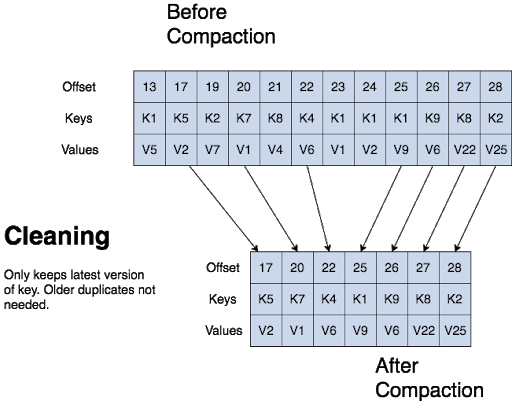 Before
Compaction
Offset 13 17 19 20 21 22 23 24 25 26 27 28
Keys K1 K5 K2 K7 K8 K4 K1 K1 K1 K9 K8 K2
Values V5 V2 V7 V1 V4 V6 V1 V2 V9 V6 V22 V25
Cleaning
Only keeps latest version
of key. Older duplicates not
needed.
Offset 17 20 22 25 26 27 28
Keys K5 K7 K4 K1 K9 K8 K2
Values V2 V1 V6 V9 V6 V22 V25
After
Compaction